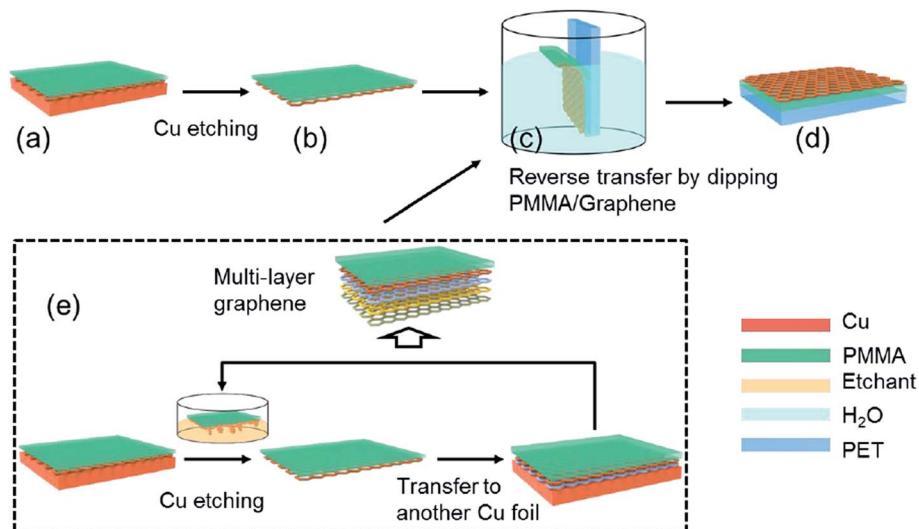 (a)
Cu etching
(b)
(c)
(d)
Reverse transfer by dipping
PMMA/Graphene
(e)
Multi-layer
graphene
Cu etching
Transfer to
another Cu foil
Cu
PMMA
Etchant
H₂O
PET